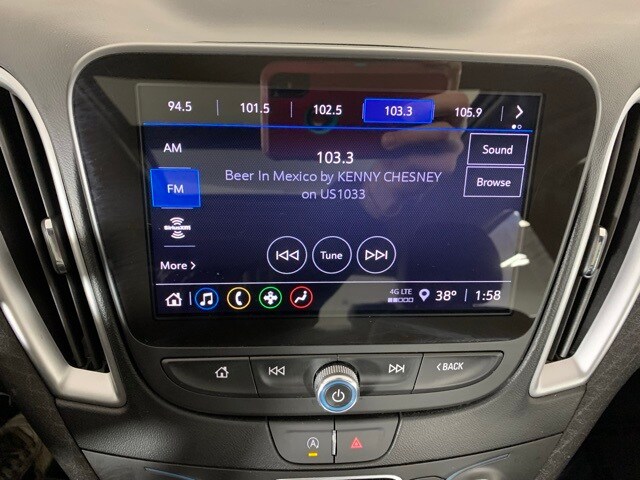 94.5 101.5 102.5 103.3 105.9
AM
103.3
Sound
Beer In Mexico by KENNY CHESNEY
FM
Browse
on US1033
SiriusXM
Tune
More
4G LTE
38° 1:58
BACK
A